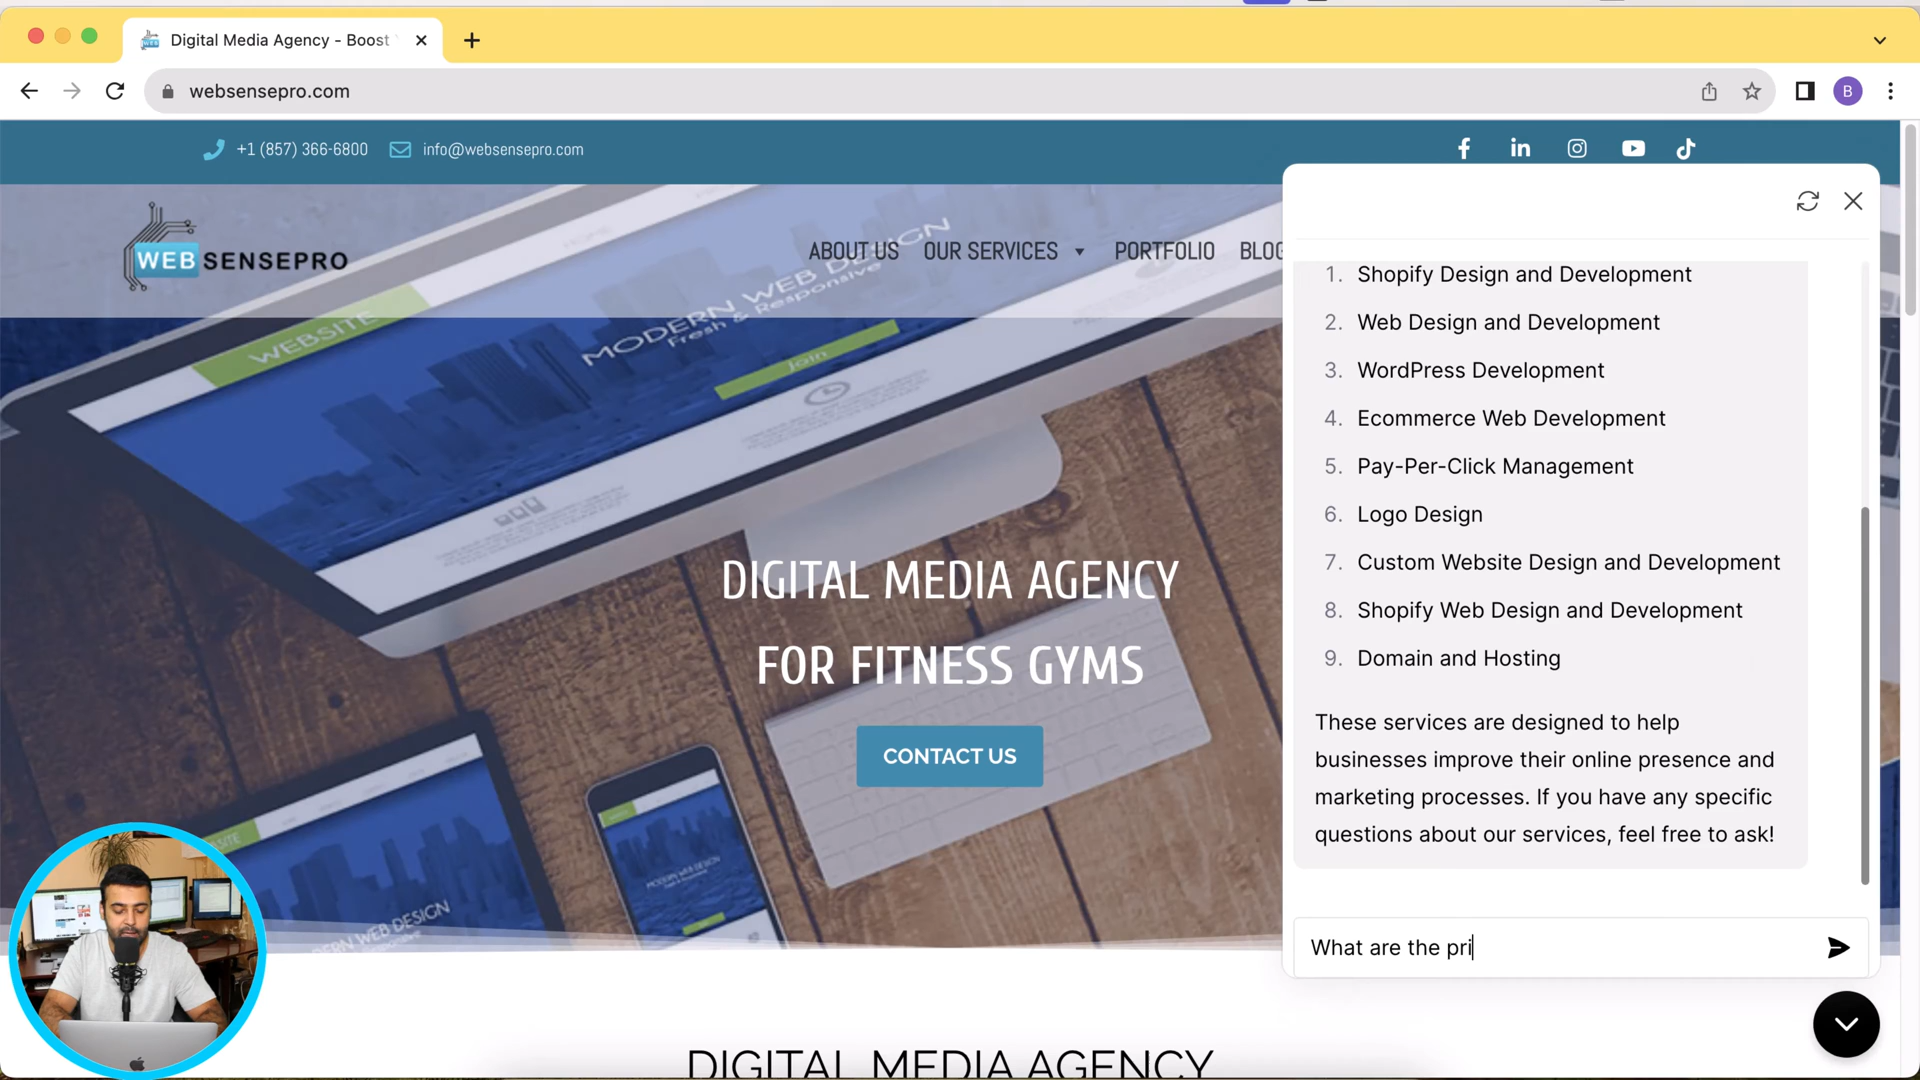 Digital Media Agency - Boost
websensepro.com
B
+1 (857) 366-6800
info@websensepro.com
WEBSENSEPRO
ABOUT US
OUR SERVICES
PORTFOLIO
BLOG
WEBSITE
MODERN WEB DESIGN
Fresh & Responsive
Join
DIGITAL MEDIA AGENCY
FOR FITNESS GYMS
CONTACT US
1. Shopify Design and Development
2. Web Design and Development
3. WordPress Development
4. Ecommerce Web Development
5. Pay-Per-Click Management
6. Logo Design
7. Custom Website Design and Development
8. Shopify Web Design and Development
9. Domain and Hosting
These services are designed to help
businesses improve their online presence and
marketing processes. If you have any specific
questions about our services, feel free to ask!
What are the pri
DIGITAL MEDIA AGENCY